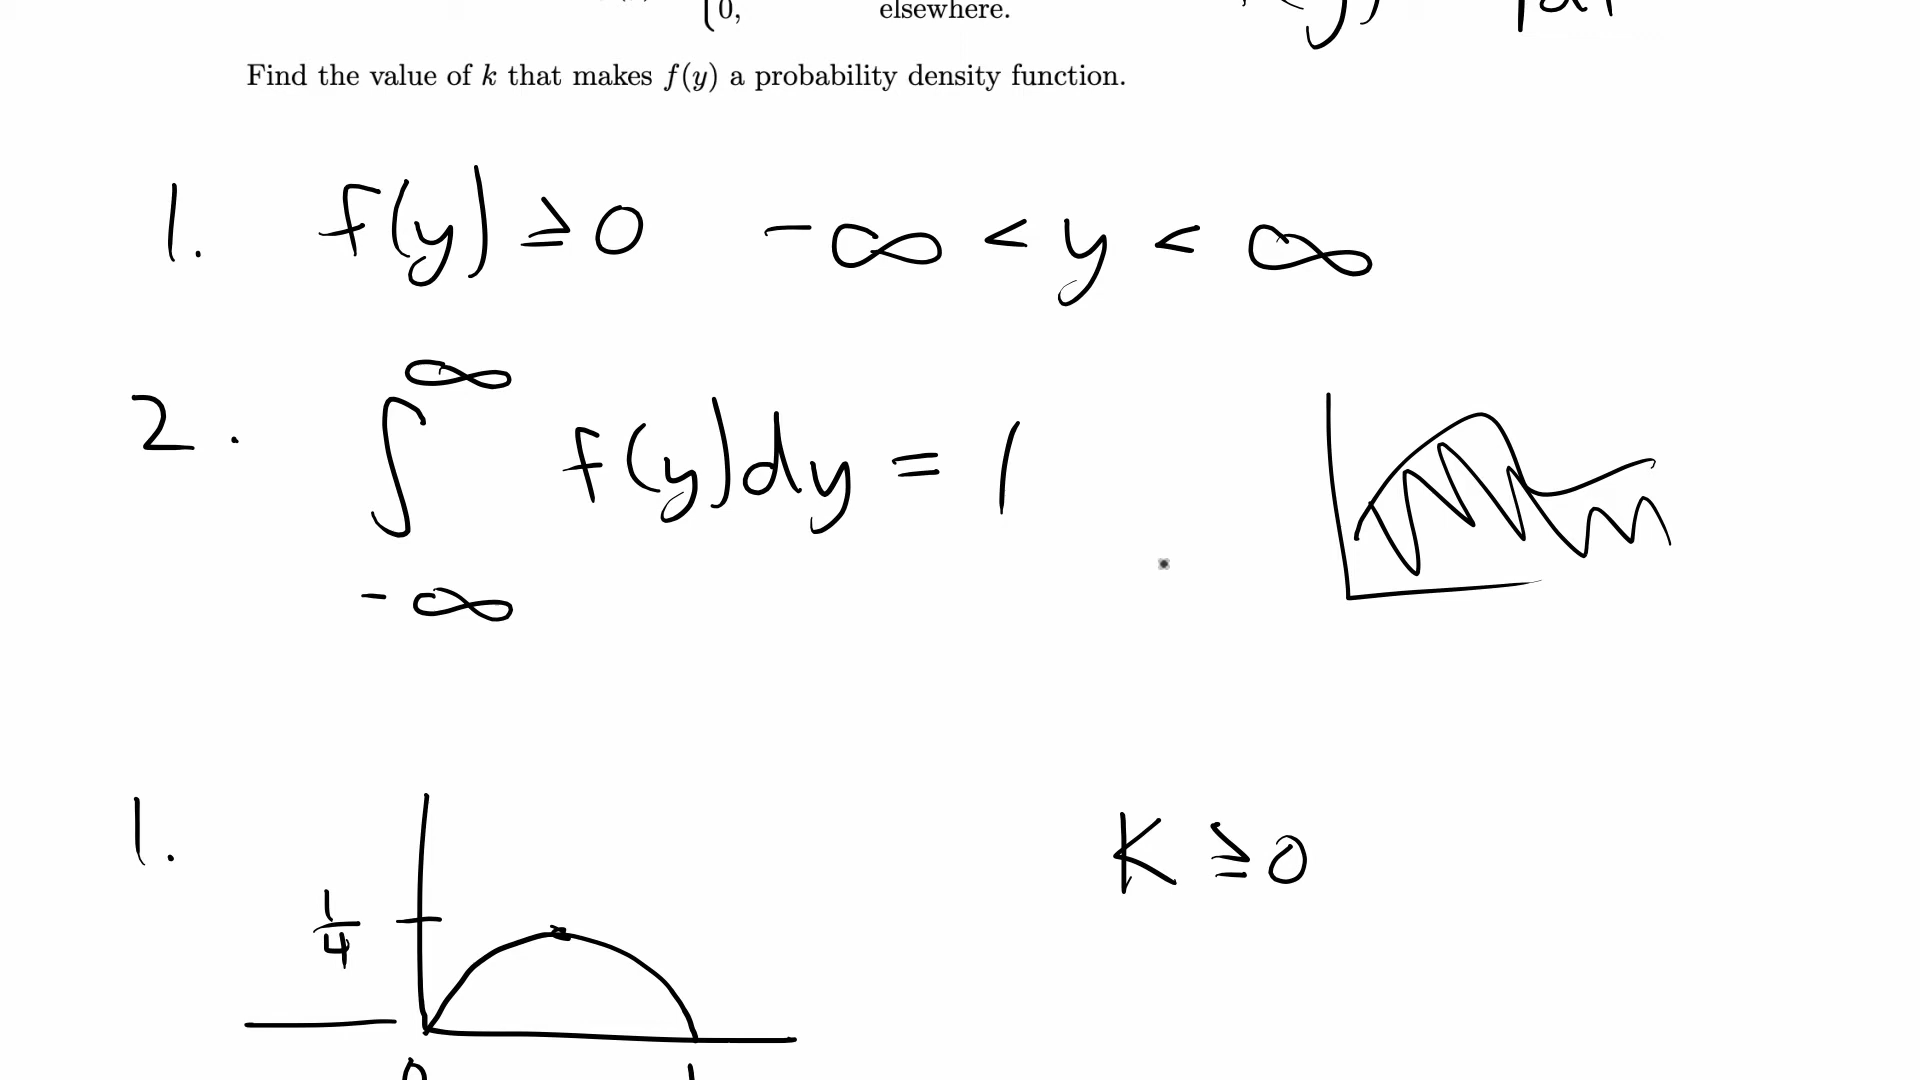 0, elsewhere.
Find the value of k that makes f(y) a probability density function.
1. f(y) ≥ 0 -∞ < y < ∞
2. ∫_{-∞}^{∞} f(y)dy = 1
1.
K ≥ 0
1/4
0 1